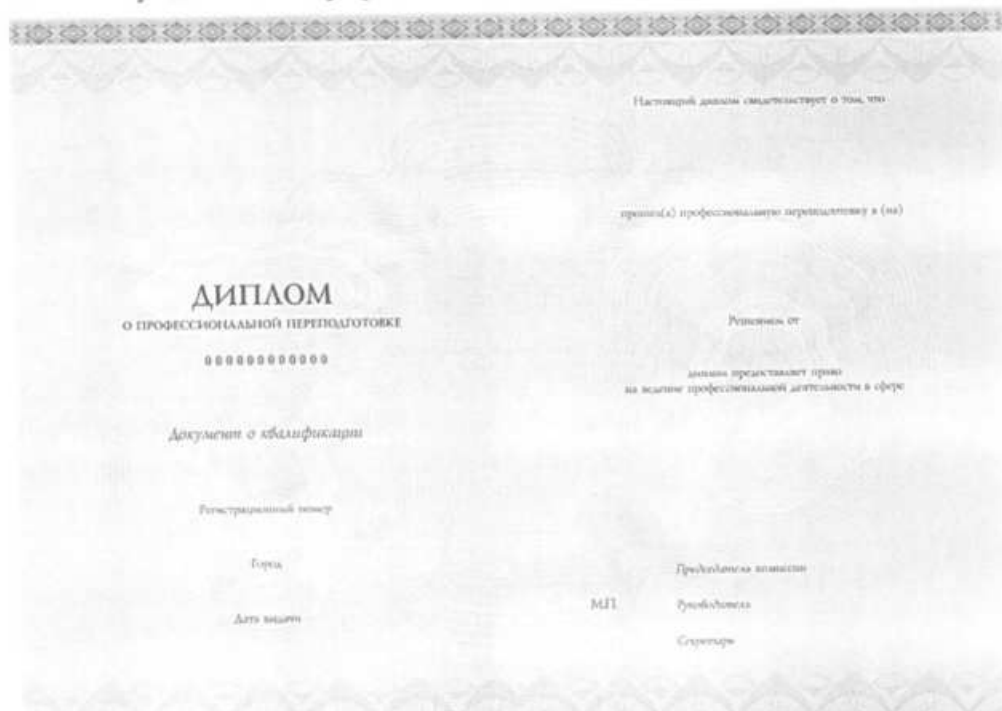 ДИПЛОМ
О ПРОФЕССИОНАЛЬНОЙ ПЕРЕПОДГОТОВКЕ
000000000000
Документ о квалификации
Регистрационный номер
Город
Дата выдачи
Настоящий диплом свидетельствует о том, что
прошел(а) профессиональную переподготовку в (на)
Решением от
диплом предоставляет право
на ведение профессиональной деятельности в сфере
Председатель комиссии
М.П. Руководитель
Секретарь